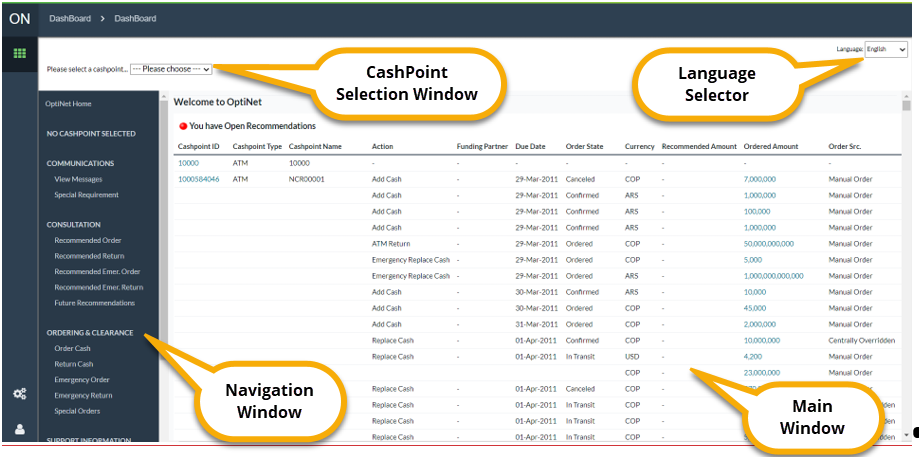 ON DashBoard > DashBoard
Language: English
Please select a cashpoint... --- Please choose ---
CashPoint
Selection Window
Language
Selector
OptiNet Home
NO CASHPOINT SELECTED
COMMUNICATIONS
View Messages
Special Requirement
CONSULTATION
Recommended Order
Recommended Return
Recommended Emer. Order
Recommended Emer. Return
Future Recommendations
ORDERING & CLEARANCE
Order Cash
Return Cash
Emergency Order
Emergency Return
Special Orders
SUPPORT INFORMATION
Navigation
Window
Welcome to OptiNet
You have Open Recommendations
Cashpoint ID Cashpoint Type Cashpoint Name Action Funding Partner Due Date Order State Currency Recommended Amount Ordered Amount Order Src.
10000 ATM 10000 - - - - - - - -
1000584046 ATM NCR00001 Add Cash - 29-Mar-2011 Canceled COP - 7,000,000 Manual Order
Add Cash - 29-Mar-2011 Confirmed ARS - 1,000,000 Manual Order
Add Cash - 29-Mar-2011 Confirmed ARS - 100,000 Manual Order
Add Cash - 29-Mar-2011 Confirmed ARS - 1,000,000 Manual Order
ATM Return - 29-Mar-2011 Ordered COP - 50,000,000,000 Manual Order
Emergency Replace Cash - 29-Mar-2011 Ordered COP - 5,000 Manual Order
Emergency Replace Cash - 29-Mar-2011 Ordered ARS - 1,000,000,000,000 Manual Order
Add Cash - 30-Mar-2011 Confirmed ARS - 10,000 Manual Order
Add Cash - 30-Mar-2011 Ordered COP - 45,000 Manual Order
Add Cash - 31-Mar-2011 Ordered COP - 2,000,000 Manual Order
Replace Cash - 01-Apr-2011 Confirmed COP - 10,000,000 Centrally Overridden
Replace Cash - 01-Apr-2011 In Transit USD - 4,200 Manual Order
COP - 23,000,000 Manual Order
Replace Cash - 01-Apr-2011 Canceled COP -
Replace Cash - 01-Apr-2011 In Transit COP -
Replace Cash - 01-Apr-2011 In Transit COP -
Replace Cash - 01-Apr-2011 In Transit COP -
Main
Window